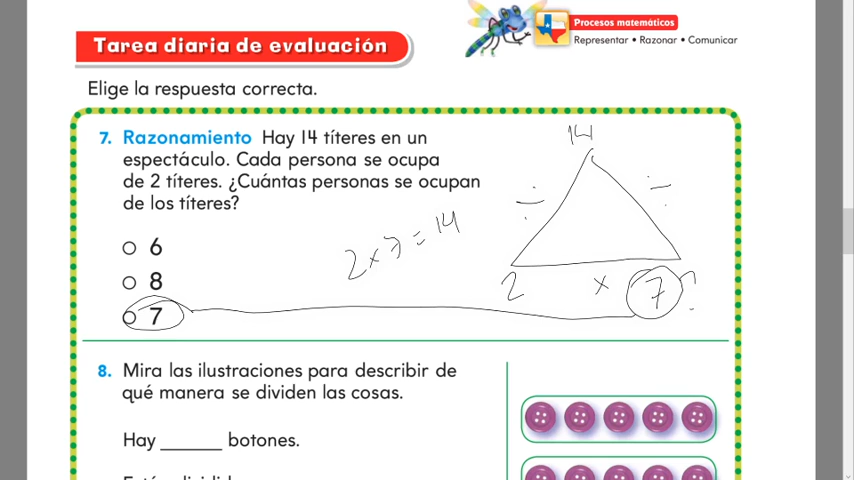 Procesos matemáticos
Representar • Razonar • Comunicar
Tarea diaria de evaluación
Elige la respuesta correcta.
7. Razonamiento Hay 14 títeres en un
espectáculo. Cada persona se ocupa
de 2 títeres. ¿Cuántas personas se ocupan
de los títeres?
6
8
7
2 x 7 = 14
14
÷ ÷
2 x 7 ?
8. Mira las ilustraciones para describir de
qué manera se dividen las cosas.
Hay ______ botones.